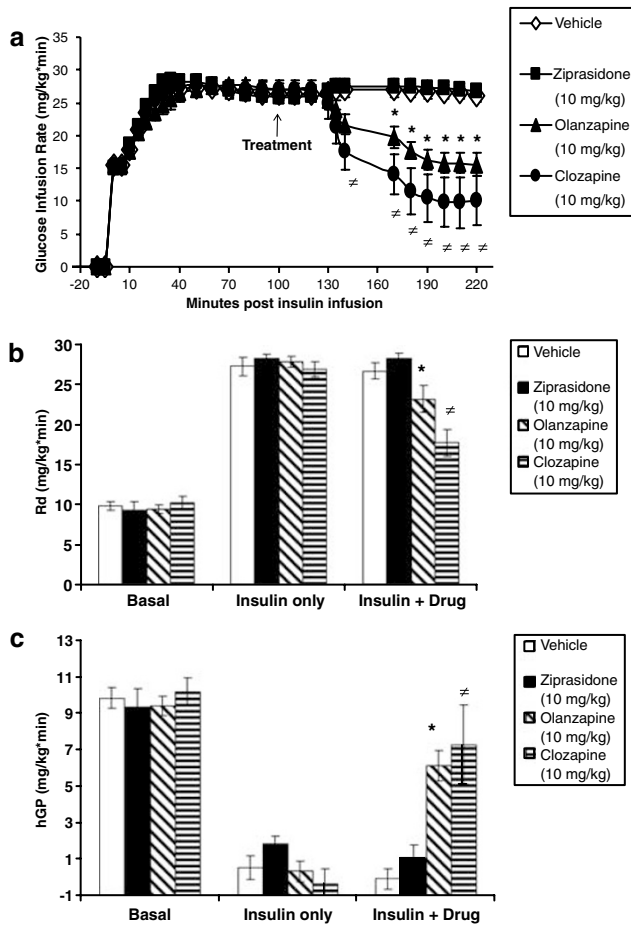 a
Glucose Infusion Rate (mg/kg*min)
35
30
25
20
15
10
5
0
-20 10 40 70 100 130 160 190 220
Minutes post insulin infusion
Treatment
* * * * * *
≠ ≠ ≠ ≠ ≠ ≠ ≠
Vehicle
Ziprasidone
(10 mg/kg)
Olanzapine
(10 mg/kg)
Clozapine
(10 mg/kg)
b
Rd (mg/kg*min)
30
25
20
15
10
5
0
Basal Insulin only Insulin + Drug
*
≠
Vehicle
Ziprasidone
(10 mg/kg)
Olanzapine
(10 mg/kg)
Clozapine
(10 mg/kg)
c
hGP (mg/kg*min)
13
11
9
7
5
3
1
-1
Basal Insulin only Insulin + Drug
*
≠
Vehicle
Ziprasidone
(10 mg/kg)
Olanzapine
(10 mg/kg)
Clozapine
(10 mg/kg)